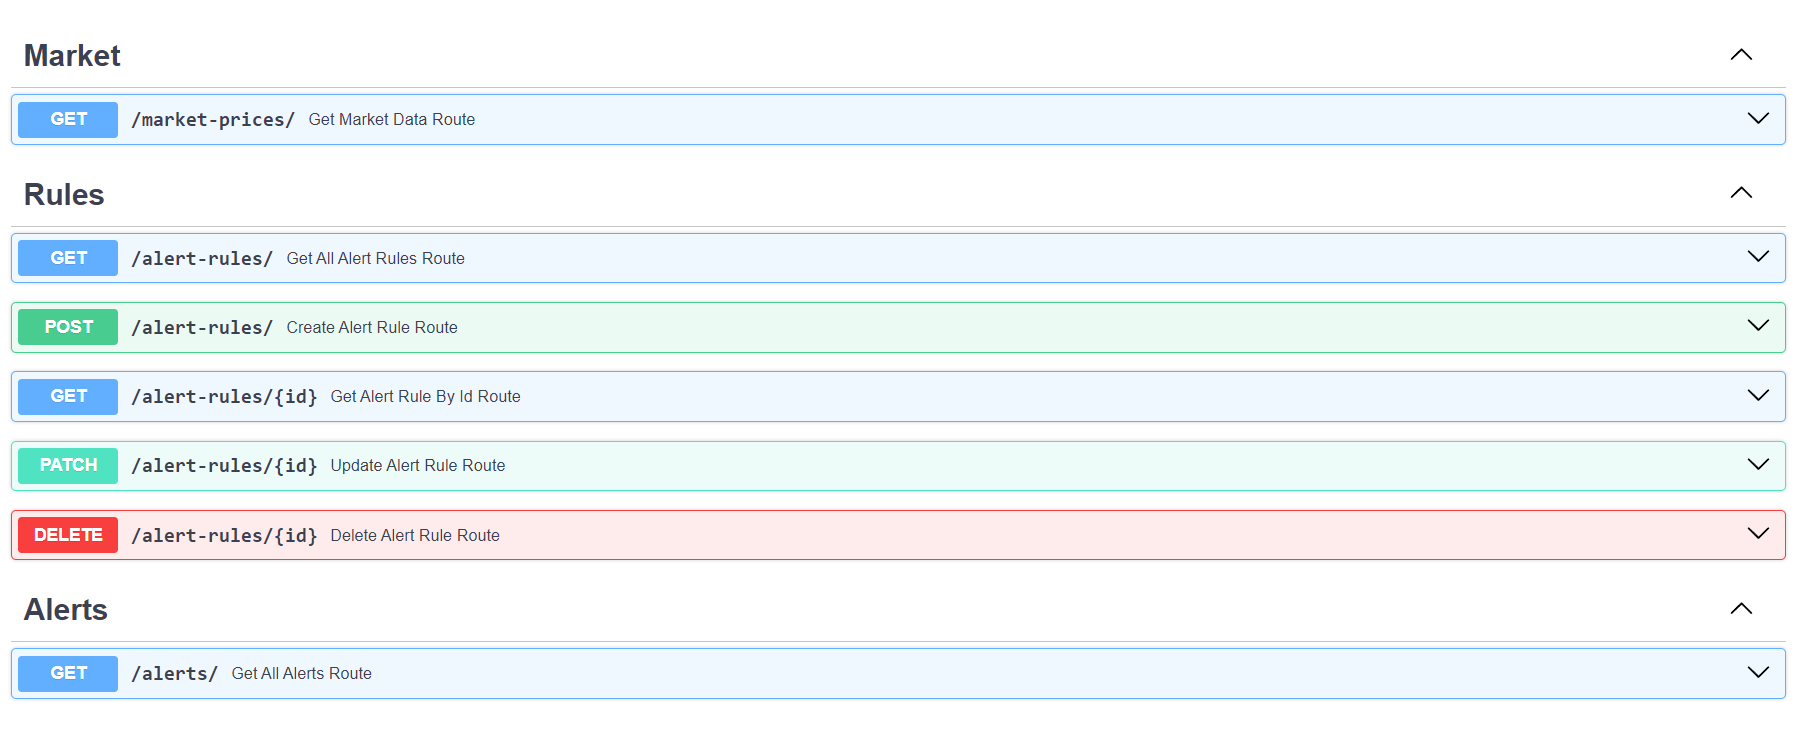 Market
GET /market-prices/ Get Market Data Route
Rules
GET /alert-rules/ Get All Alert Rules Route
POST /alert-rules/ Create Alert Rule Route
GET /alert-rules/{id} Get Alert Rule By Id Route
PATCH /alert-rules/{id} Update Alert Rule Route
DELETE /alert-rules/{id} Delete Alert Rule Route
Alerts
GET /alerts/ Get All Alerts Route